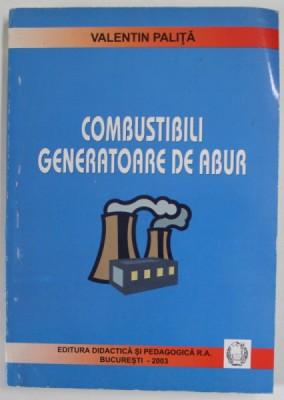 VALENTIN PALIȚĂ
COMBUSTIBILI
GENERATOARE DE ABUR
EDITURA DIDACTICĂ ȘI PEDAGOGICĂ R.A.
BUCUREȘTI - 2003